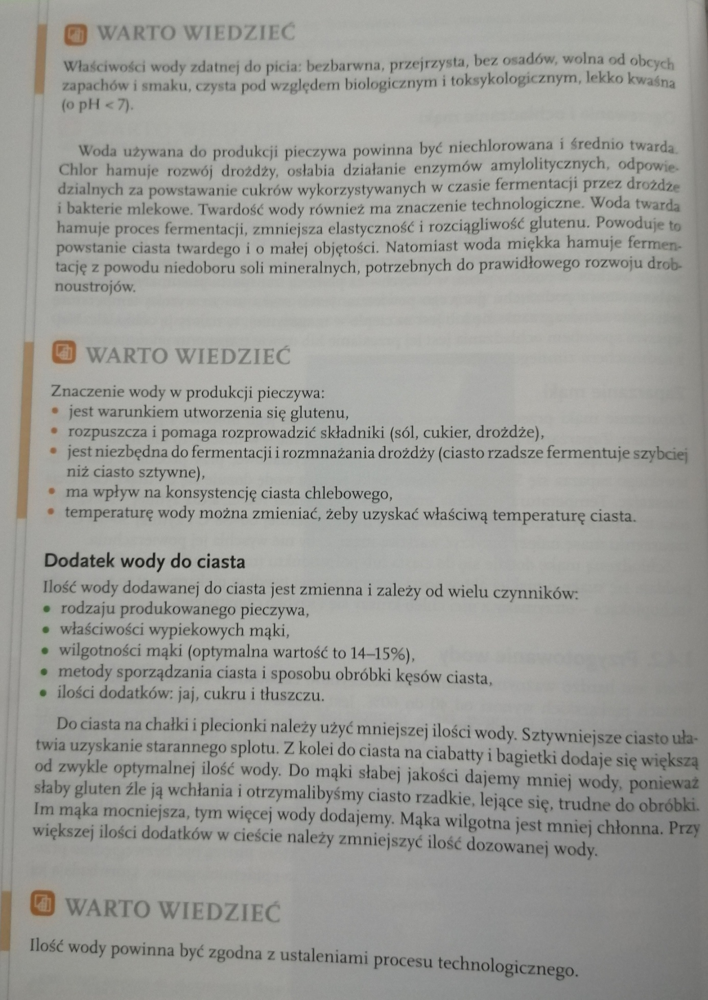 WARTO WIEDZIEĆ
Właściwości wody zdatnej do picia: bezbarwna, przejrzysta, bez osadów, wolna od obcych
zapachów i smaku, czysta pod względem biologicznym i toksykologicznym, lekko kwaśna
(o pH < 7).
Woda używana do produkcji pieczywa powinna być niechlorowana i średnio twarda.
Chlor hamuje rozwój drożdży, osłabia działanie enzymów amylolitycznych, odpowie-
dzialnych za powstawanie cukrów wykorzystywanych w czasie fermentacji przez drożdże
i bakterie mlekowe. Twardość wody również ma znaczenie technologiczne. Woda twarda
hamuje proces fermentacji, zmniejsza elastyczność i rozciągliwość glutenu. Powoduje to
powstanie ciasta twardego i o małej objętości. Natomiast woda miękka hamuje fermen-
tację z powodu niedoboru soli mineralnych, potrzebnych do prawidłowego rozwoju drob-
noustrojów.
WARTO WIEDZIEĆ
Znaczenie wody w produkcji pieczywa:
• jest warunkiem utworzenia się glutenu,
• rozpuszcza i pomaga rozprowadzić składniki (sól, cukier, drożdże),
• jest niezbędna do fermentacji i rozmnażania drożdży (ciasto rzadsze fermentuje szybciej
niż ciasto sztywne),
• ma wpływ na konsystencję ciasta chlebowego,
• temperaturę wody można zmieniać, żeby uzyskać właściwą temperaturę ciasta.
Dodatek wody do ciasta
Ilość wody dodawanej do ciasta jest zmienna i zależy od wielu czynników:
• rodzaju produkowanego pieczywa,
• właściwości wypiekowych mąki,
• wilgotności mąki (optymalna wartość to 14–15%),
• metody sporządzania ciasta i sposobu obróbki kęsów ciasta,
• ilości dodatków: jaj, cukru i tłuszczu.
Do ciasta na chałki i plecionki należy użyć mniejszej ilości wody. Sztywniejsze ciasto uła-
twia uzyskanie starannego splotu. Z kolei do ciasta na ciabatty i bagietki dodaje się większą
od zwykle optymalnej ilość wody. Do mąki słabej jakości dajemy mniej wody, ponieważ
słaby gluten źle ją wchłania i otrzymalibyśmy ciasto rzadkie, lejące się, trudne do obróbki.
Im mąka mocniejsza, tym więcej wody dodajemy. Mąka wilgotna jest mniej chłonna. Przy
większej ilości dodatków w cieście należy zmniejszyć ilość dozowanej wody.
WARTO WIEDZIEĆ
Ilość wody powinna być zgodna z ustaleniami procesu technologicznego.